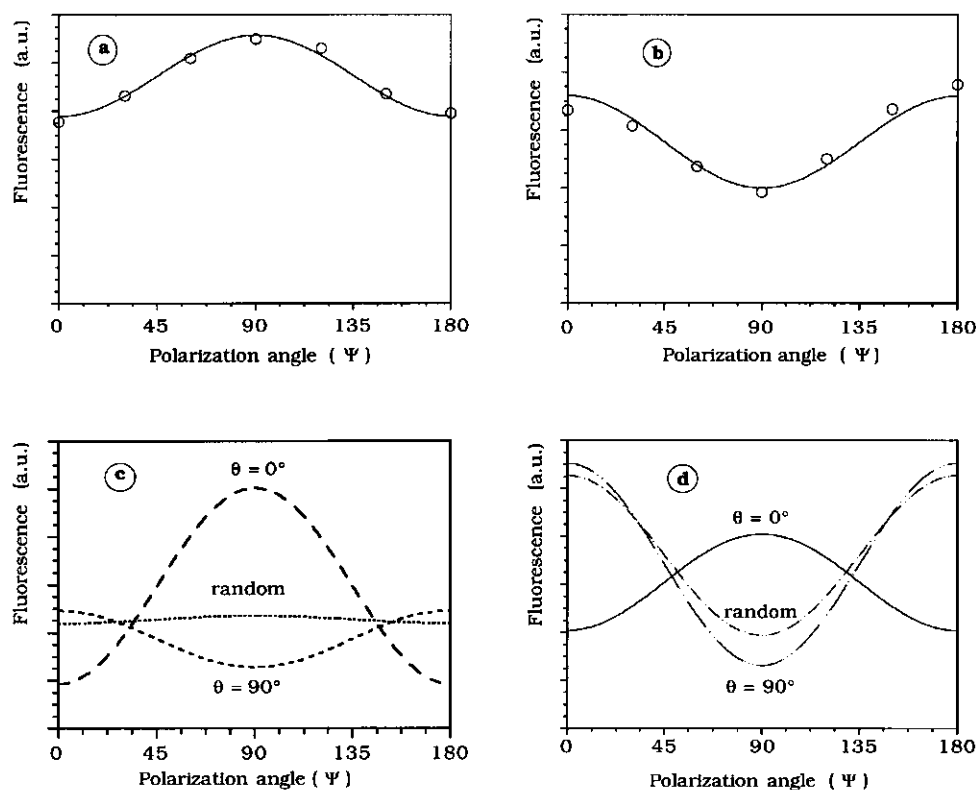 a
Fluorescence (a.u.)
0 45 90 135 180
Polarization angle ( Ψ )
b
Fluorescence (a.u.)
0 45 90 135 180
Polarization angle ( Ψ )
c
Fluorescence (a.u.)
θ = 0°
random
θ = 90°
0 45 90 135 180
Polarization angle ( Ψ )
d
Fluorescence (a.u.)
θ = 0°
random
θ = 90°
0 45 90 135 180
Polarization angle ( Ψ )